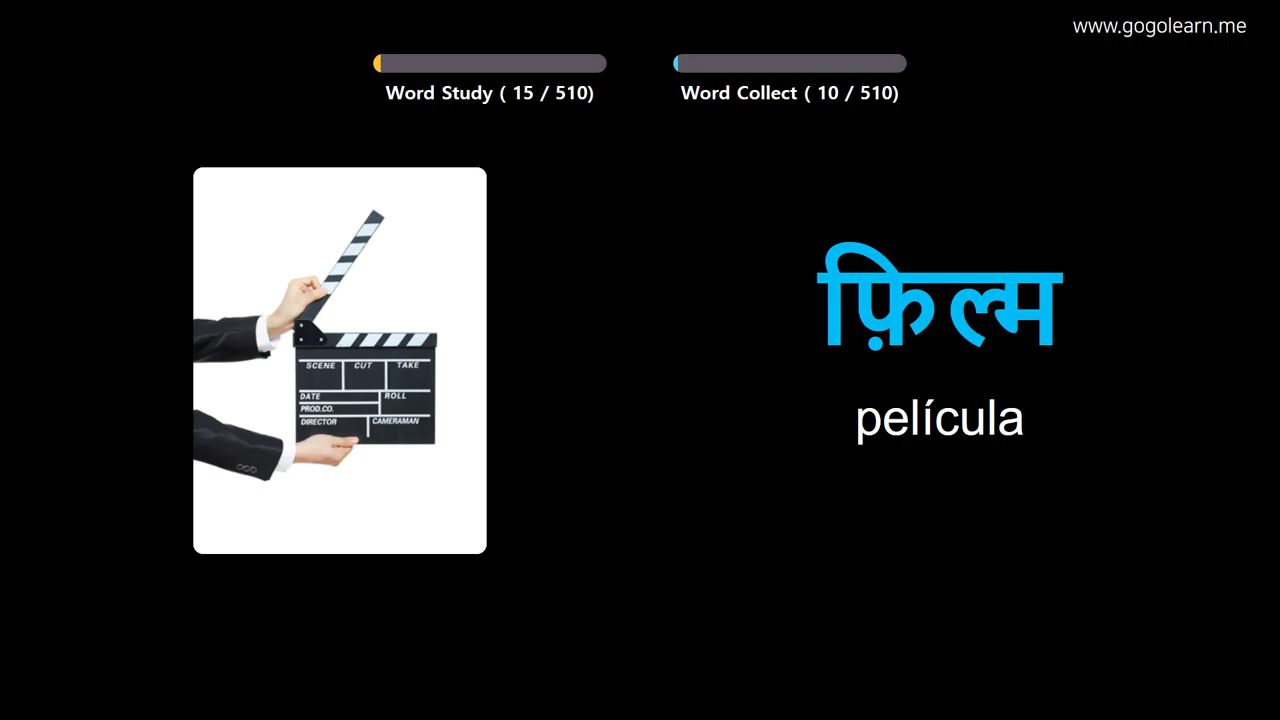 www.gogolearn.me
Word Study ( 15 / 510)
Word Collect ( 10 / 510)
SCENE CUT TAKE
DATE ROLL
PROD.CO.
DIRECTOR CAMERAMAN
फ़िल्म
película